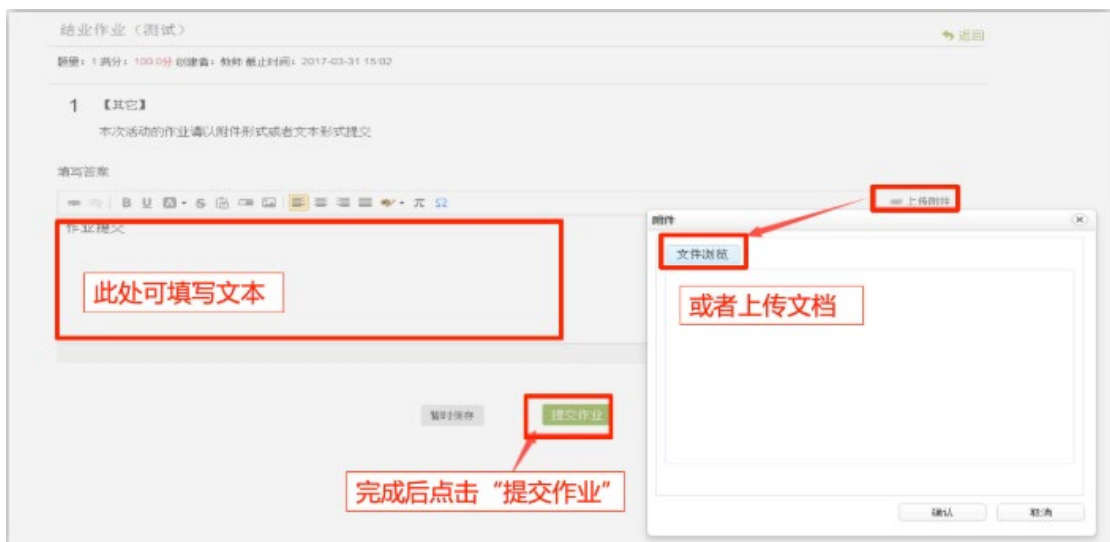 结业作业（测试）
返回
题量：1 满分：100.0分 创建者：教师 截止时间：2017-03-31 15:02
1 【其它】
本次活动的作业请以附件形式或者文本形式提交
填写答案
B U A S π Ω
上传附件
作业提交
此处可填写文本
附件
文件浏览
或者上传文档
暂时保存
提交作业
完成后点击“提交作业”
确认
取消